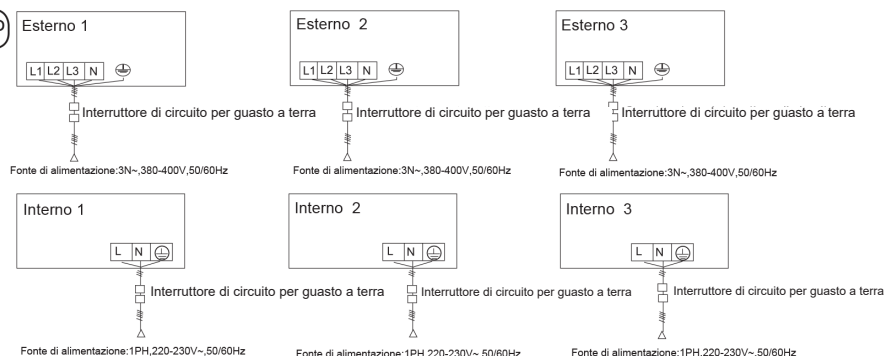 Esterno 1
L1 L2 L3 N
Interruttore di circuito per guasto a terra
Fonte di alimentazione:3N~,380-400V,50/60Hz
Esterno 2
L1 L2 L3 N
Interruttore di circuito per guasto a terra
Fonte di alimentazione:3N~,380-400V,50/60Hz
Esterno 3
L1 L2 L3 N
Interruttore di circuito per guasto a terra
Fonte di alimentazione:3N~,380-400V,50/60Hz
Interno 1
L N
Interruttore di circuito per guasto a terra
Fonte di alimentazione:1PH,220-230V~,50/60Hz
Interno 2
L N
Interruttore di circuito per guasto a terra
Fonte di alimentazione:1PH,220-230V~,50/60Hz
Interno 3
L N
Interruttore di circuito per guasto a terra
Fonte di alimentazione:1PH,220-230V~,50/60Hz